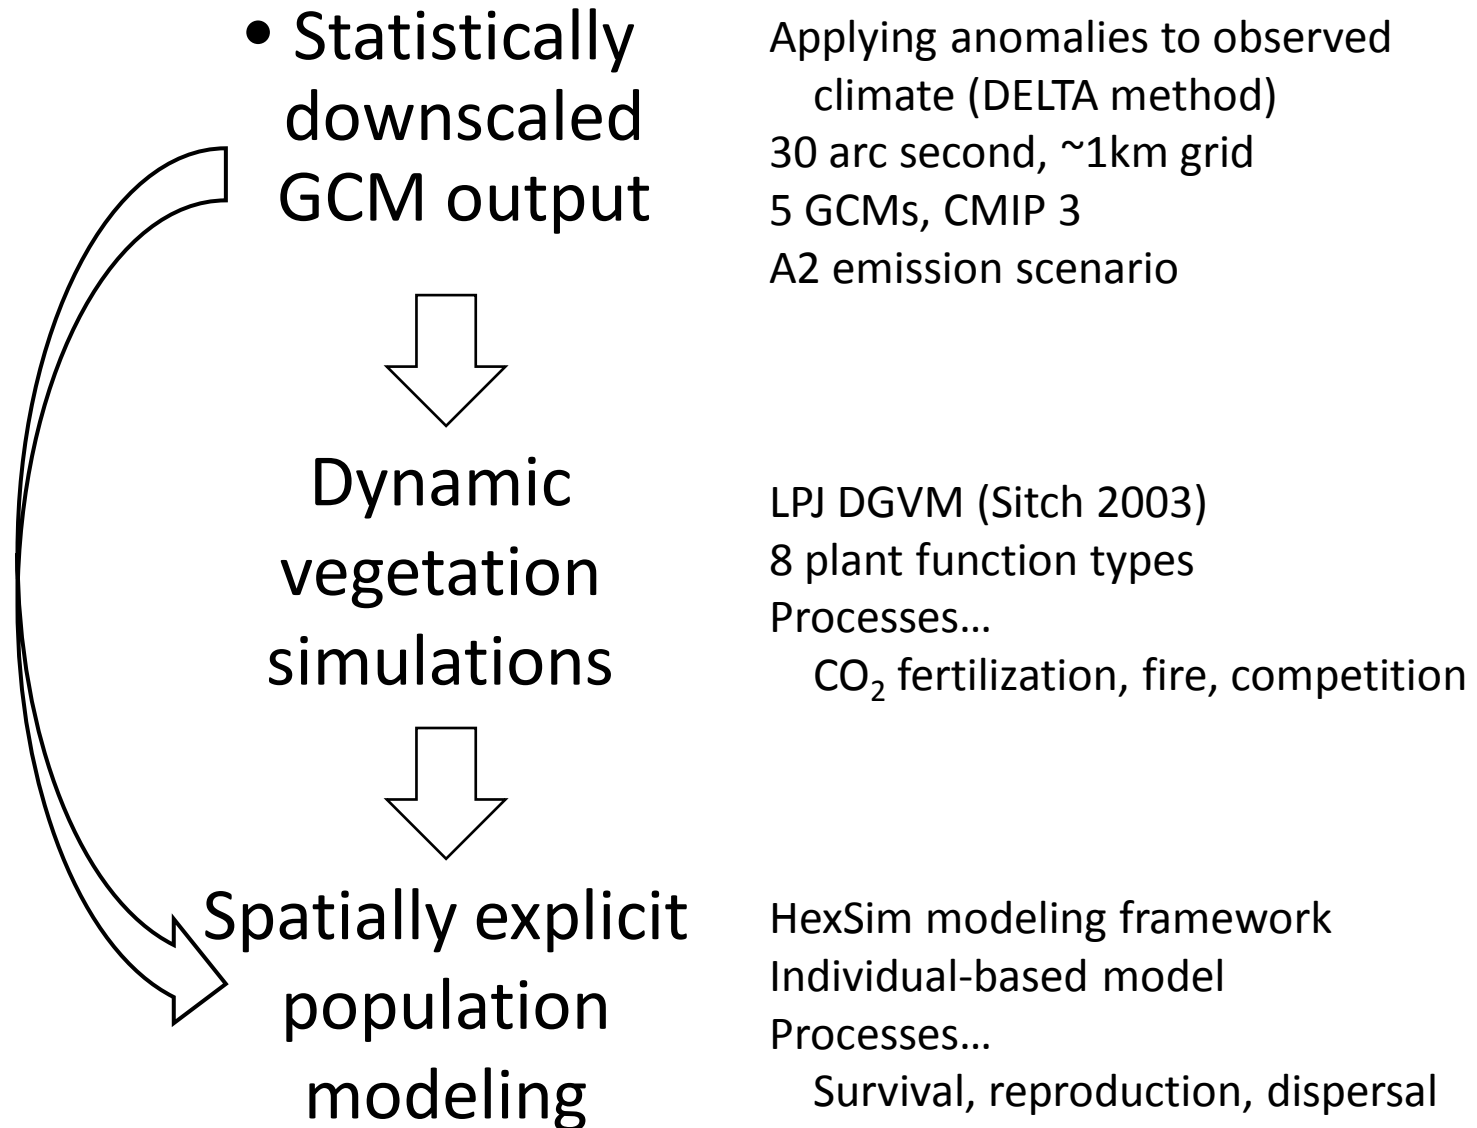 • Statistically
downscaled
GCM output
Applying anomalies to observed
climate (DELTA method)
30 arc second, ~1km grid
5 GCMs, CMIP 3
A2 emission scenario
Dynamic
vegetation
simulations
LPJ DGVM (Sitch 2003)
8 plant function types
Processes…
CO₂ fertilization, fire, competition
Spatially explicit
population
modeling
HexSim modeling framework
Individual-based model
Processes…
Survival, reproduction, dispersal